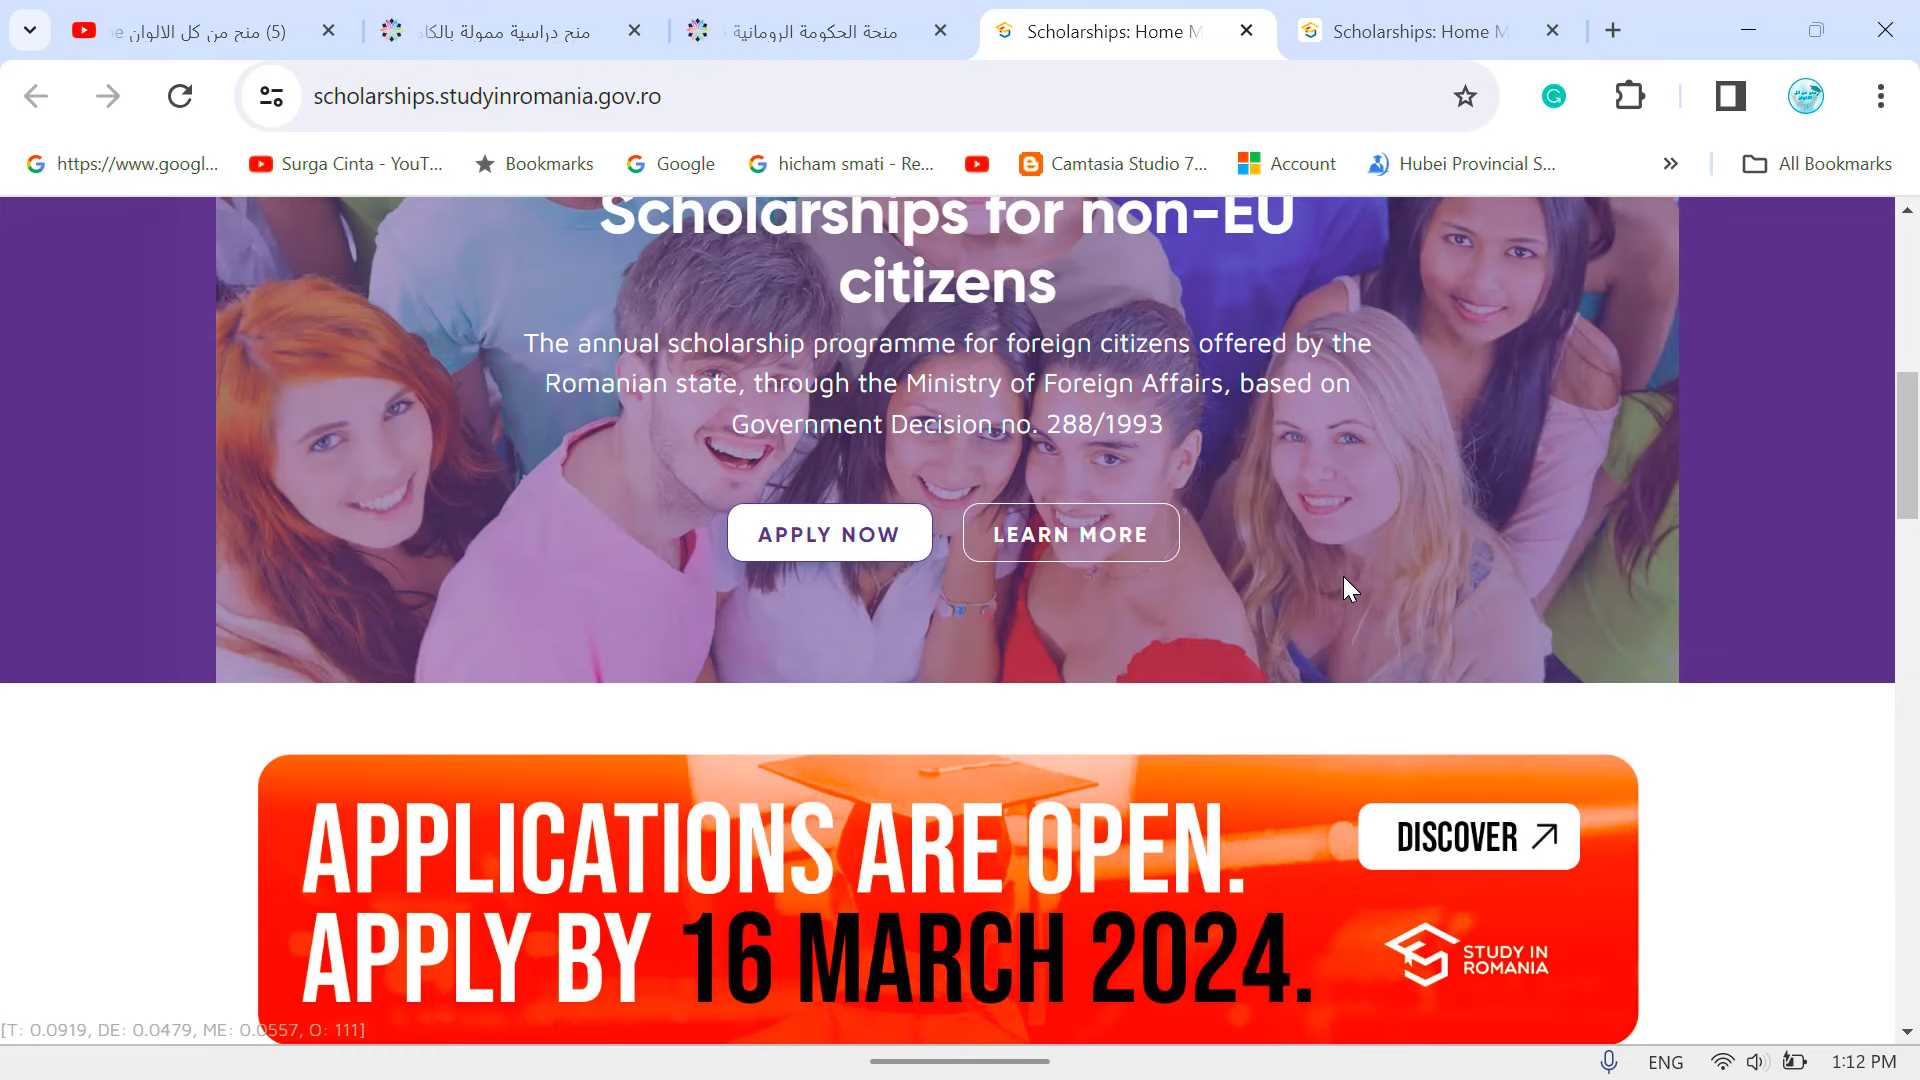 (5) منح من كل الالوان
منح دراسية ممولة بالكا
منحة الحكومة الرومانية
Scholarships: Home M
Scholarships: Home M
scholarships.studyinromania.gov.ro
https://www.googl...
Surga Cinta - YouT...
Bookmarks
Google
hicham smati - Re...
Camtasia Studio 7...
Account
Hubei Provincial S...
All Bookmarks
Scholarships for non-EU
citizens
The annual scholarship programme for foreign citizens offered by the
Romanian state, through the Ministry of Foreign Affairs, based on
Government Decision no. 288/1993
APPLY NOW
LEARN MORE
APPLICATIONS ARE OPEN.
DISCOVER
APPLY BY 16 MARCH 2024.
STUDY IN
ROMANIA
[T: 0.0919, DE: 0.0479, ME: 0.0557, O: 111]
ENG
1:12 PM